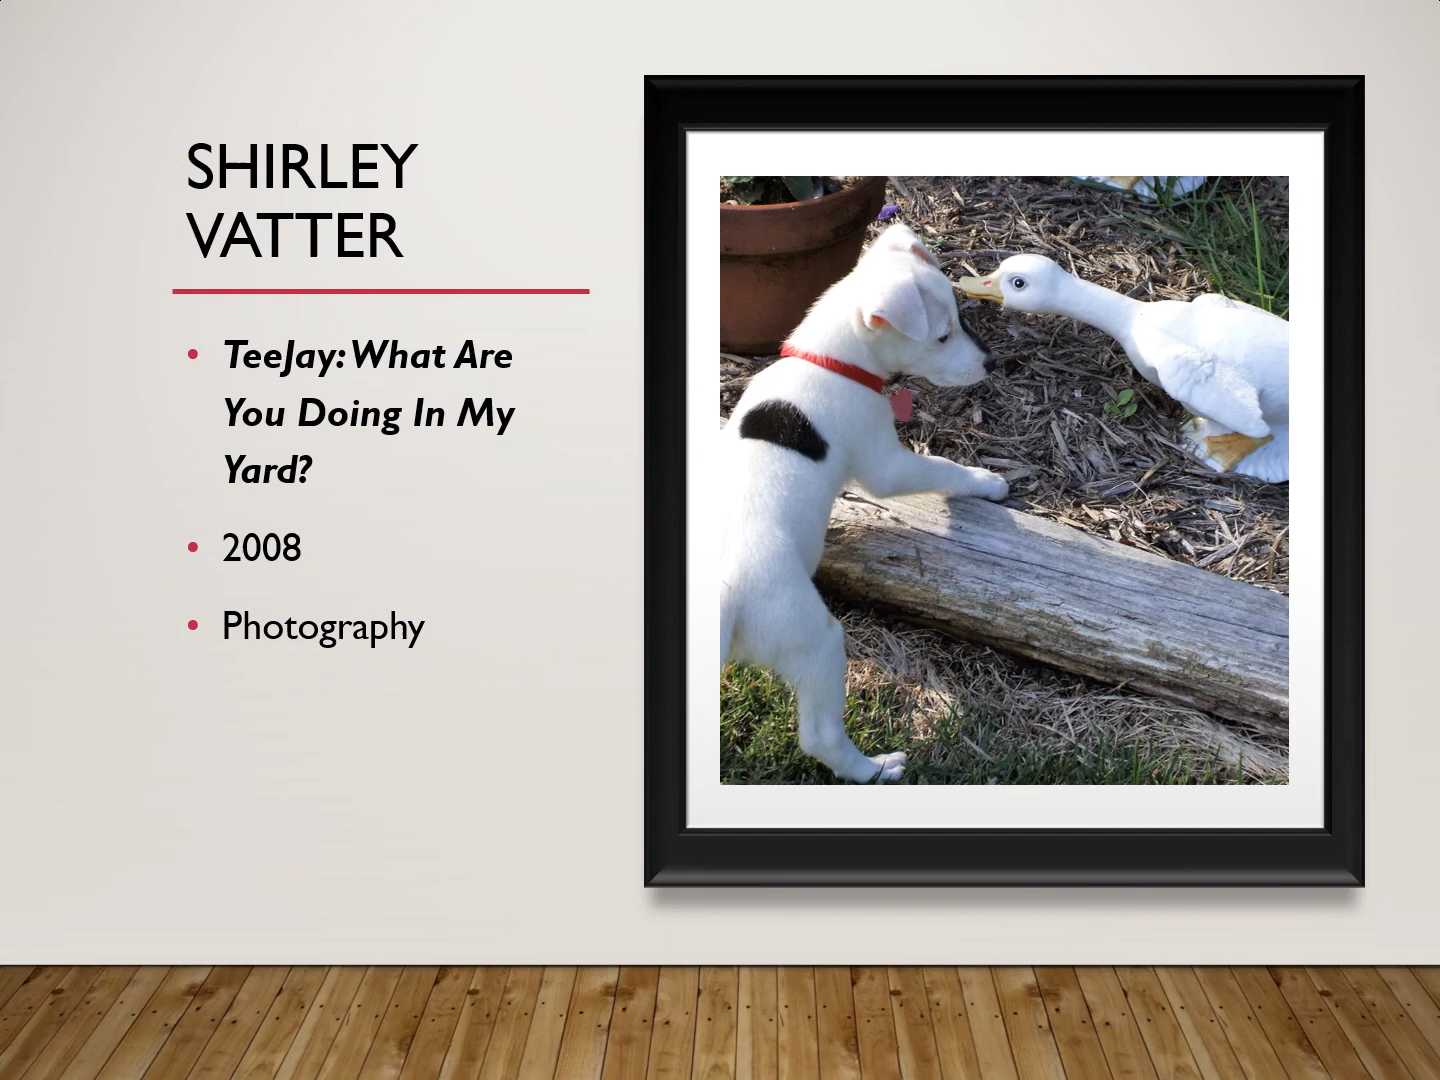 SHIRLEY
VATTER
TeeJay: What Are
You Doing In My
Yard?
2008
Photography